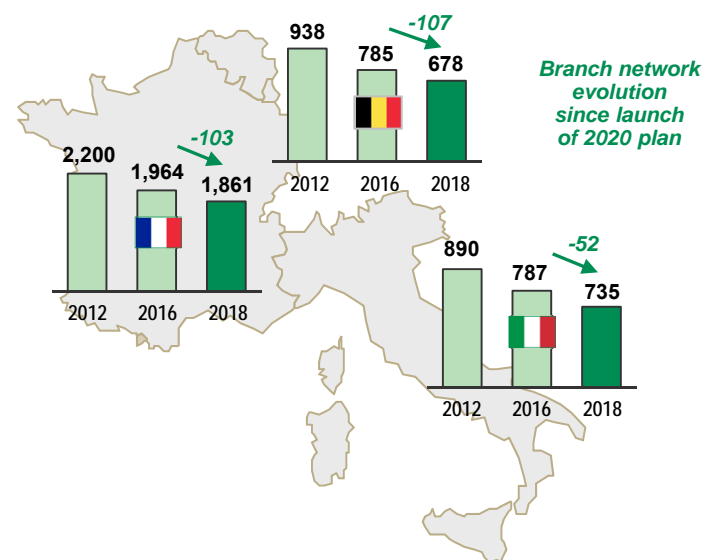 938
-107
785
678
2012 2016 2018
Branch network
evolution
since launch
of 2020 plan
-103
2,200
1,964
1,861
2012 2016 2018
890
-52
787
735
2012 2016 2018